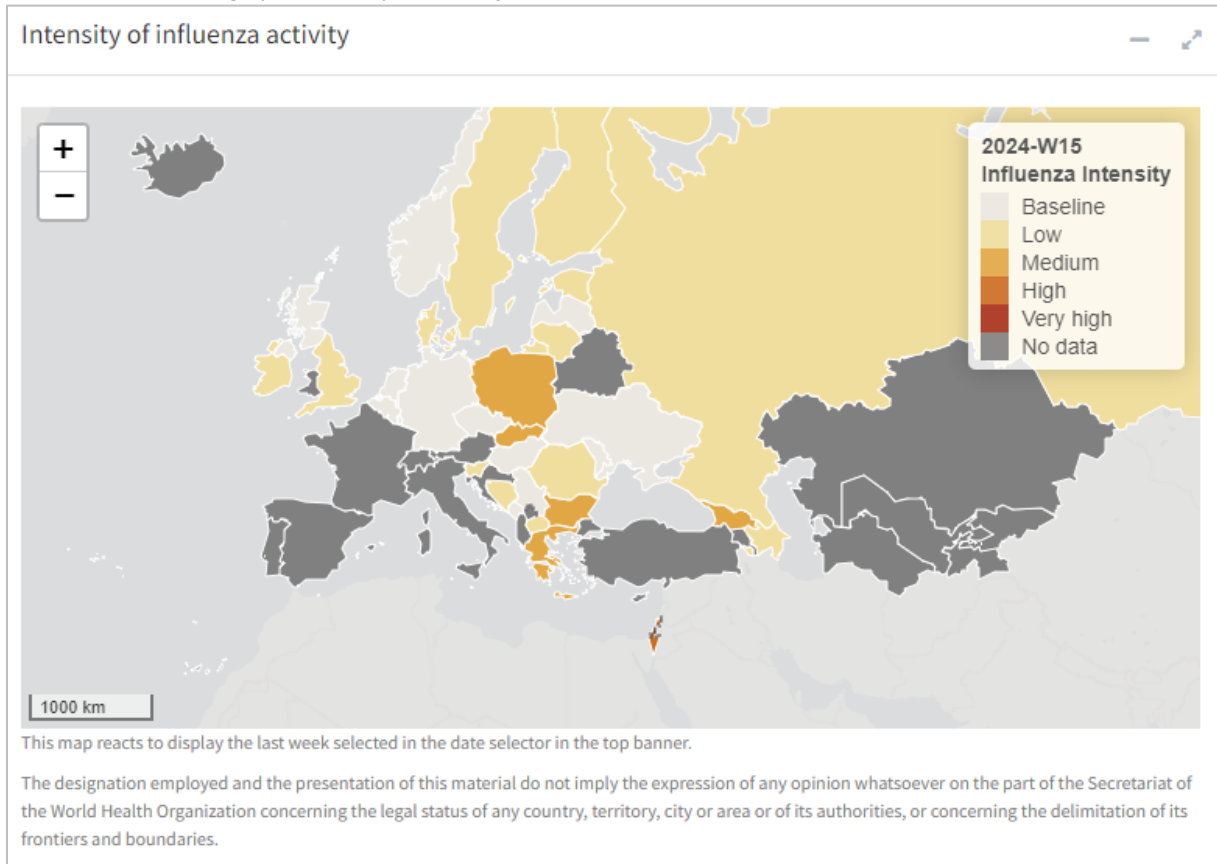 Intensity of influenza activity
+
−
2024-W15
Influenza Intensity
Baseline
Low
Medium
High
Very high
No data
1000 km
This map reacts to display the last week selected in the date selector in the top banner.
The designation employed and the presentation of this material do not imply the expression of any opinion whatsoever on the part of the Secretariat of
the World Health Organization concerning the legal status of any country, territory, city or area or of its authorities, or concerning the delimitation of its
frontiers and boundaries.